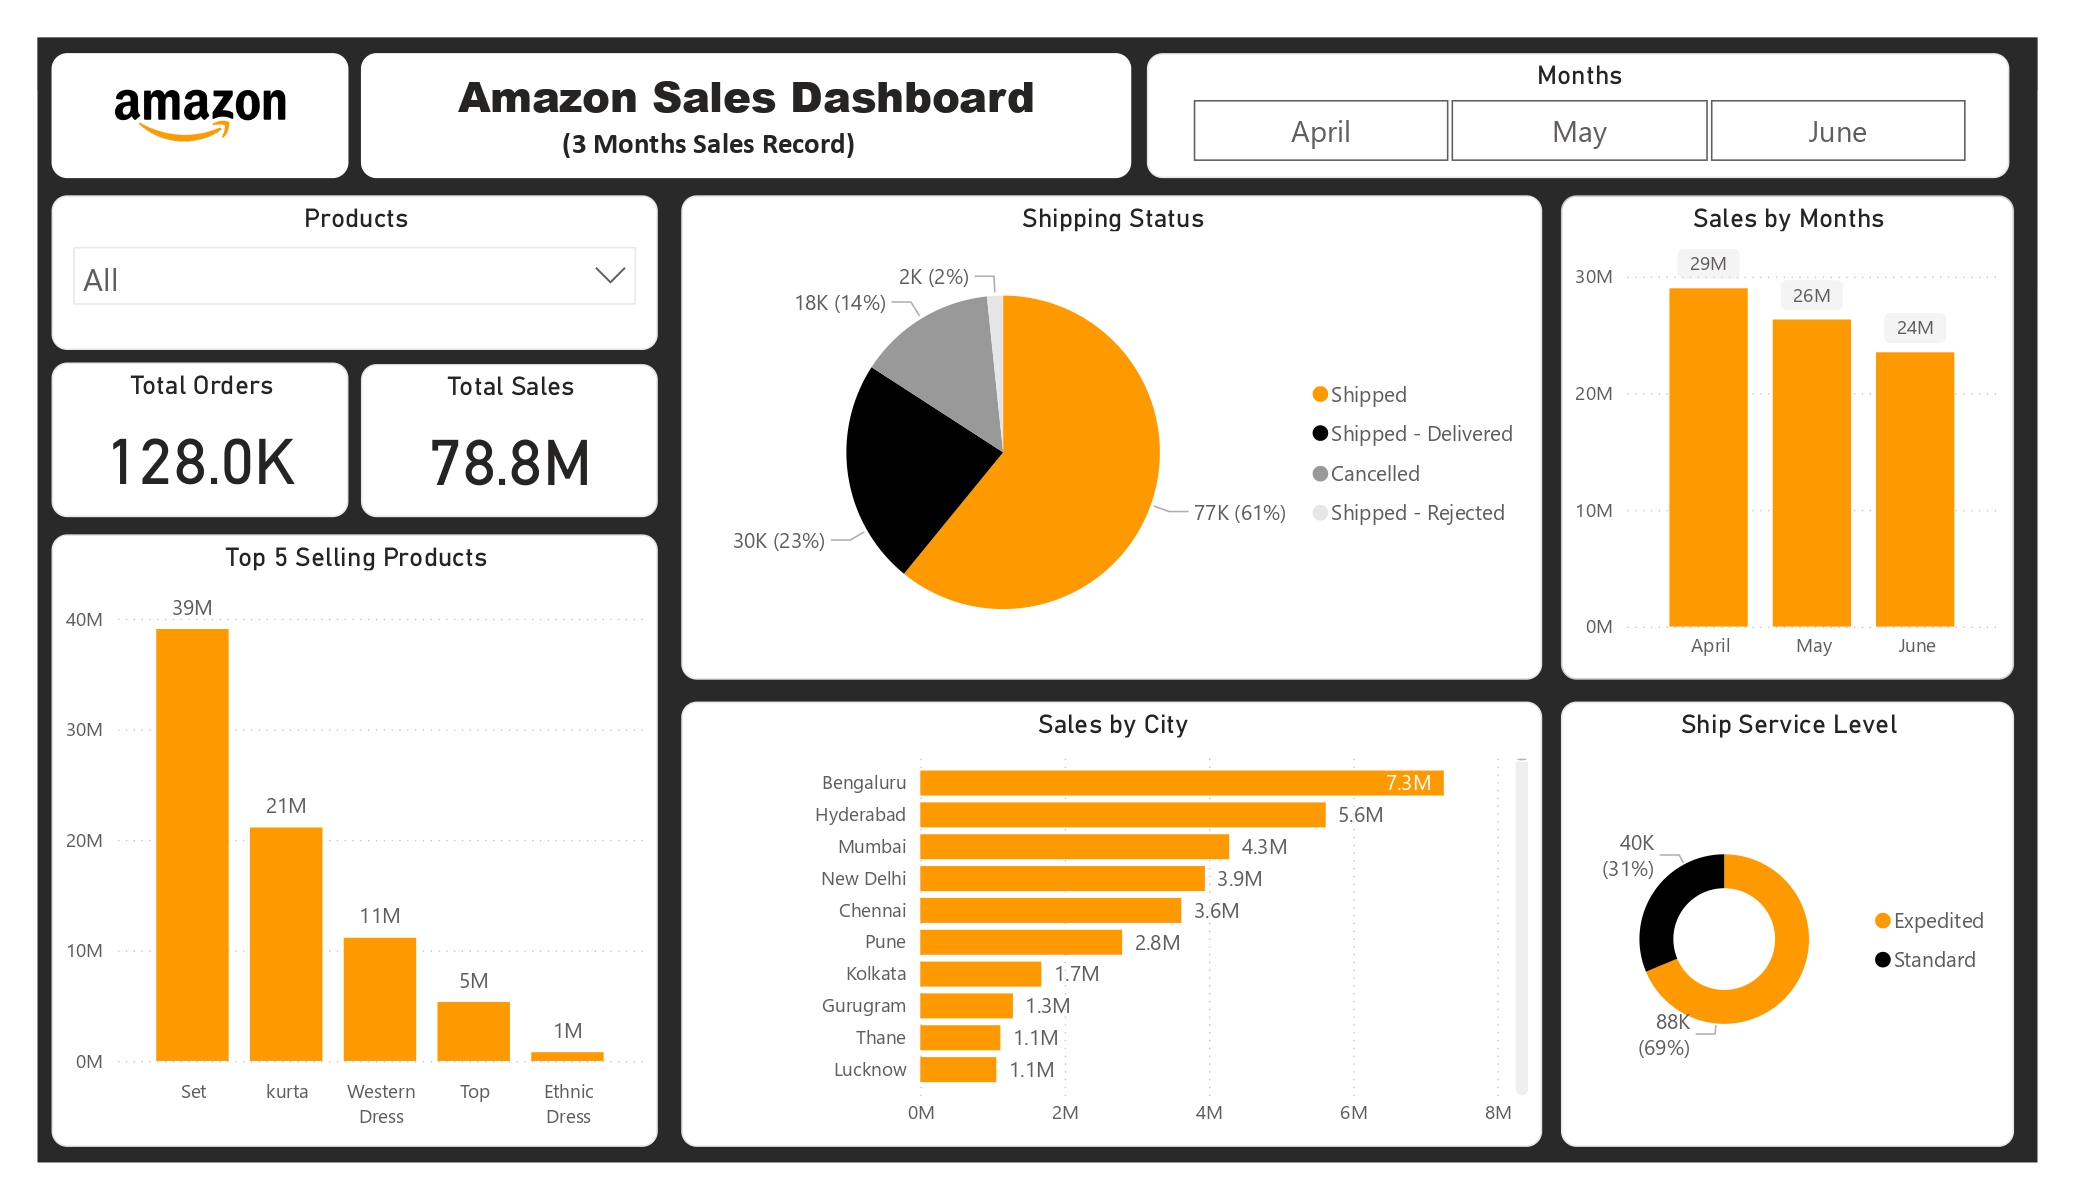 amazon
Amazon Sales Dashboard
(3 Months Sales Record)
Months
April May June
Products
All
Total Orders
128.0K
Total Sales
78.8M
Top 5 Selling Products
40M
30M
20M
10M
0M
39M
21M
11M
5M
1M
Set
kurta
Western
Dress
Top
Ethnic
Dress
Shipping Status
2K (2%)
18K (14%)
30K (23%)
77K (61%)
Shipped
Shipped - Delivered
Cancelled
Shipped - Rejected
Sales by Months
30M
20M
10M
0M
29M
26M
24M
April
May
June
Sales by City
Bengaluru 7.3M
Hyderabad 5.6M
Mumbai 4.3M
New Delhi 3.9M
Chennai 3.6M
Pune 2.8M
Kolkata 1.7M
Gurugram 1.3M
Thane 1.1M
Lucknow 1.1M
0M 2M 4M 6M 8M
Ship Service Level
40K
(31%)
88K
(69%)
Expedited
Standard